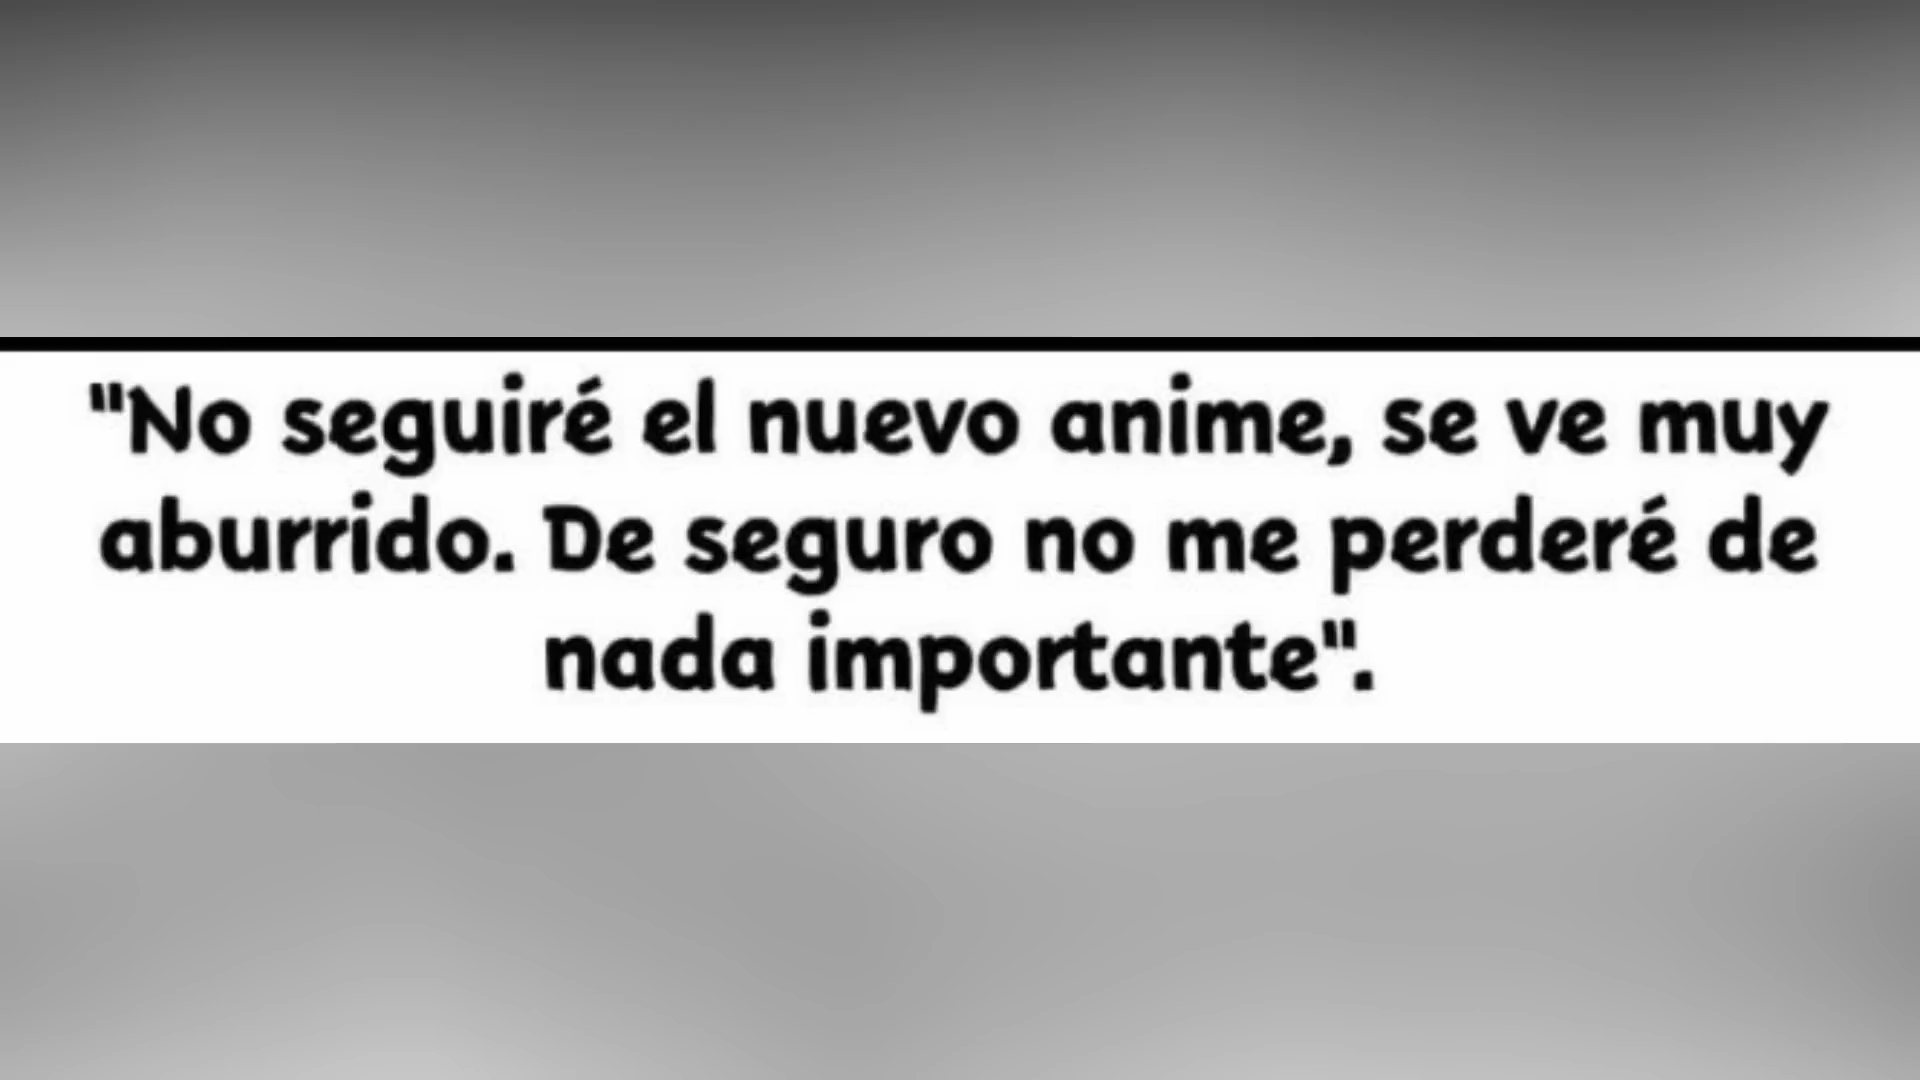 "No seguiré el nuevo anime, se ve muy
aburrido. De seguro no me perderé de
nada importante".